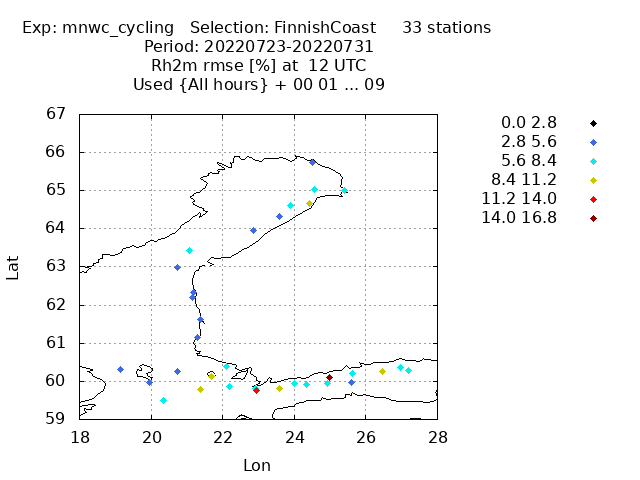 Exp: mnwc_cycling   Selection: FinnishCoast     33 stations
Period: 20220723-20220731
Rh2m rmse [%] at  12 UTC
Used {All hours} + 00 01 ... 09
67
66
65
64
63
62
61
60
59
Lat
18 20 22 24 26 28
Lon
0.0 2.8
2.8 5.6
5.6 8.4
8.4 11.2
11.2 14.0
14.0 16.8